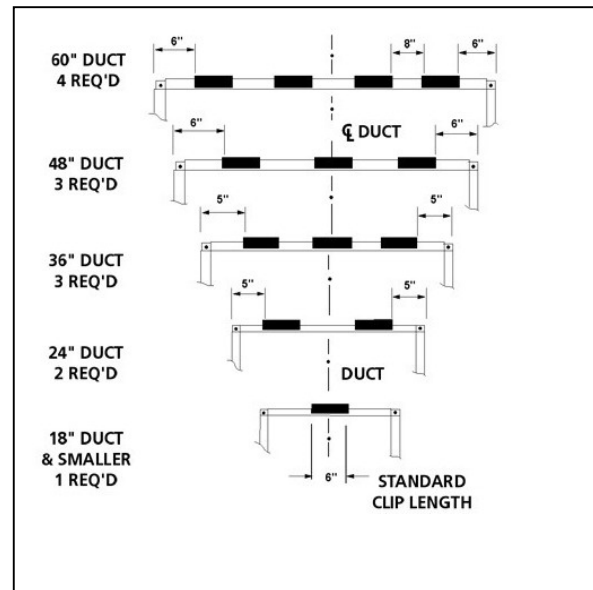 6"
8"
6"
60" DUCT
4 REQ'D
6"
℄ DUCT
6"
48" DUCT
3 REQ'D
5"
5"
36" DUCT
3 REQ'D
5"
5"
24" DUCT
2 REQ'D
DUCT
18" DUCT
& SMALLER
1 REQ'D
6"
STANDARD
CLIP LENGTH